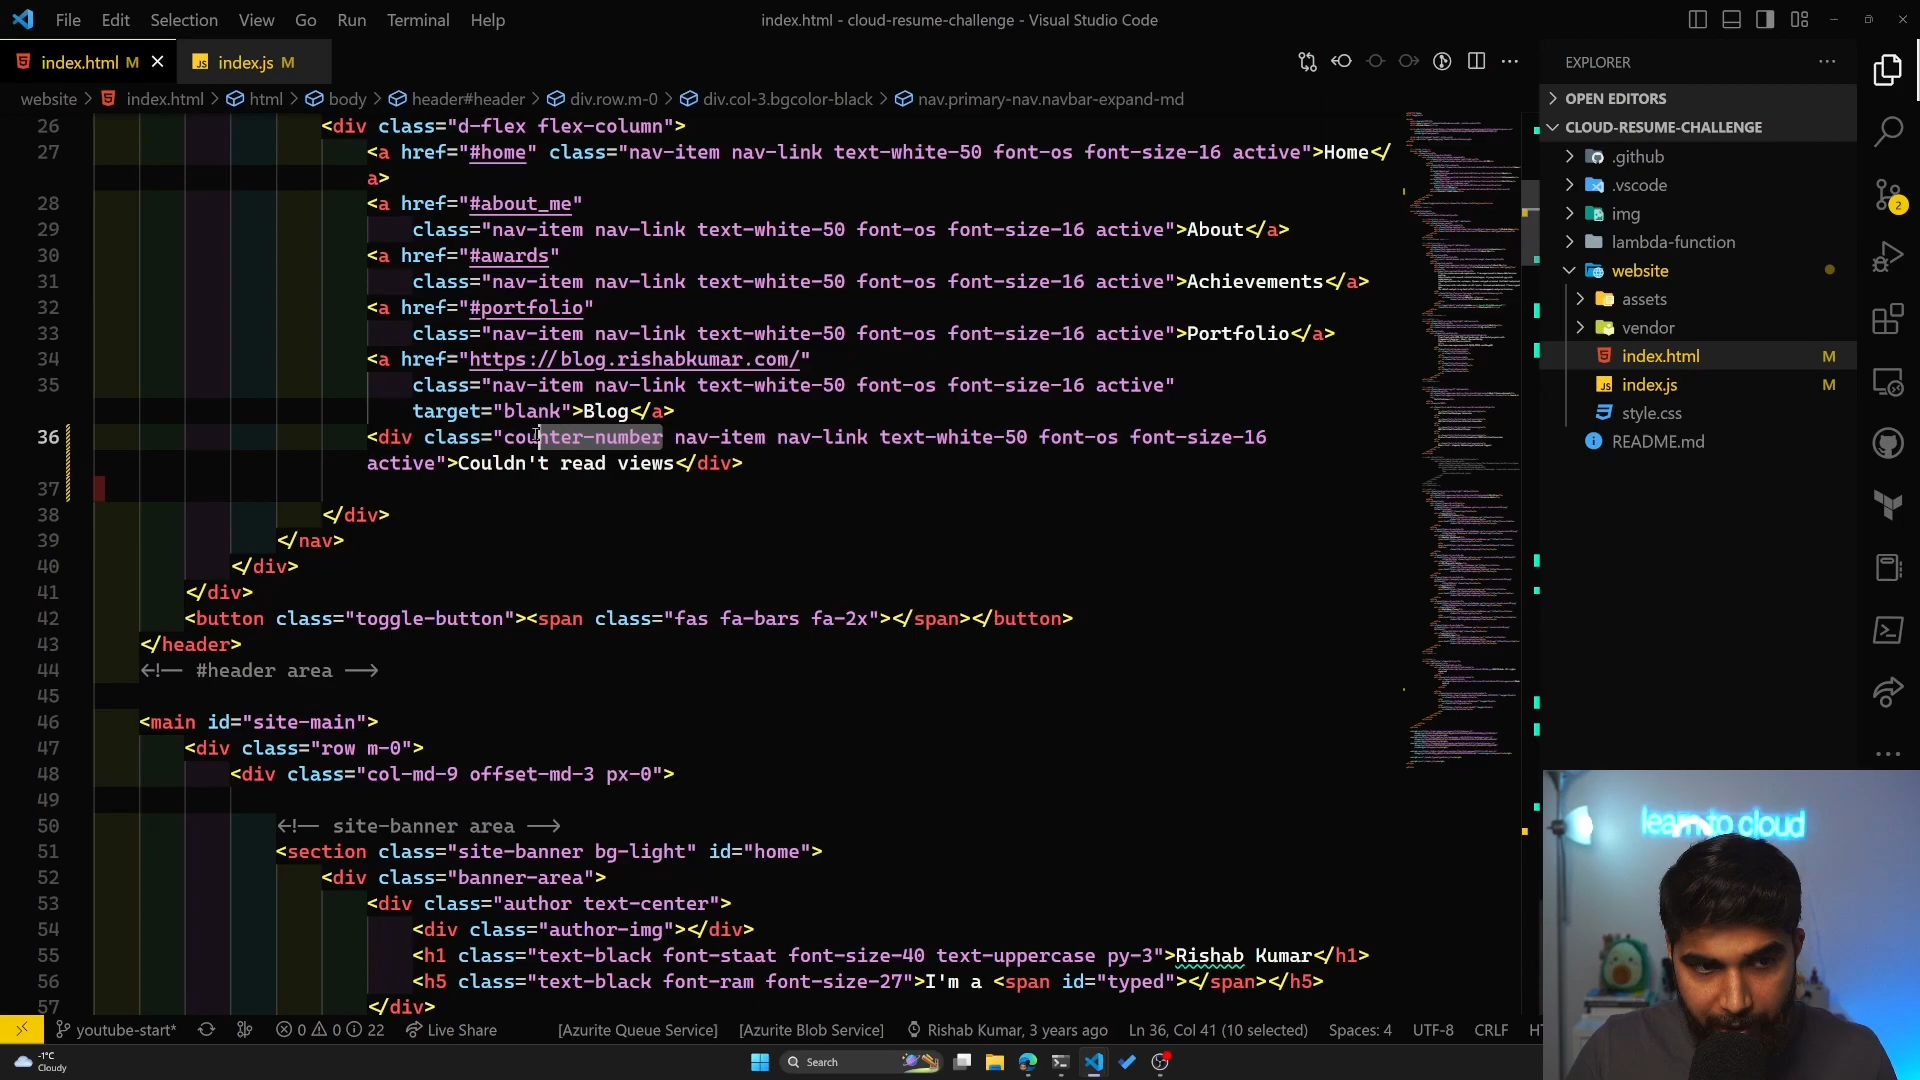 File Edit Selection View Go Run Terminal Help
index.html - cloud-resume-challenge - Visual Studio Code
index.html M
JS index.js M
website > index.html > html > body > header#header > div.row.m-0 > div.col-3.bgcolor-black > nav.primary-nav.navbar-expand-md
26 <div class="d-flex flex-column">
27 <a href="#home" class="nav-item nav-link text-white-50 font-os font-size-16 active">Home</
a>
28 <a href="#about_me"
29 class="nav-item nav-link text-white-50 font-os font-size-16 active">About</a>
30 <a href="#awards"
31 class="nav-item nav-link text-white-50 font-os font-size-16 active">Achievements</a>
32 <a href="#portfolio"
33 class="nav-item nav-link text-white-50 font-os font-size-16 active">Portfolio</a>
34 <a href="https://blog.rishabkumar.com/"
35 class="nav-item nav-link text-white-50 font-os font-size-16 active"
target="blank">Blog</a>
36 <div class="counter-number nav-item nav-link text-white-50 font-os font-size-16
active">Couldn't read views</div>
37
38 </div>
39 </nav>
40 </div>
41 </div>
42 <button class="toggle-button"><span class="fas fa-bars fa-2x"></span></button>
43 </header>
44 <!-- #header area -->
45
46 <main id="site-main">
47 <div class="row m-0">
48 <div class="col-md-9 offset-md-3 px-0">
49
50 <!-- site-banner area -->
51 <section class="site-banner bg-light" id="home">
52 <div class="banner-area">
53 <div class="author text-center">
54 <div class="author-img"></div>
55 <h1 class="text-black font-staat font-size-40 text-uppercase py-3">Rishab Kumar</h1>
56 <h5 class="text-black font-ram font-size-27">I'm a <span id="typed"></span></h5>
57 </div>
EXPLORER
OPEN EDITORS
CLOUD-RESUME-CHALLENGE
.github
.vscode
img
lambda-function
website
assets
vendor
index.html M
JS index.js M
style.css
README.md
2
learn to cloud
youtube-start* 0 0 22 Live Share [Azurite Queue Service] [Azurite Blob Service] Rishab Kumar, 3 years ago Ln 36, Col 41 (10 selected) Spaces: 4 UTF-8 CRLF
-1°C
Cloudy
Search